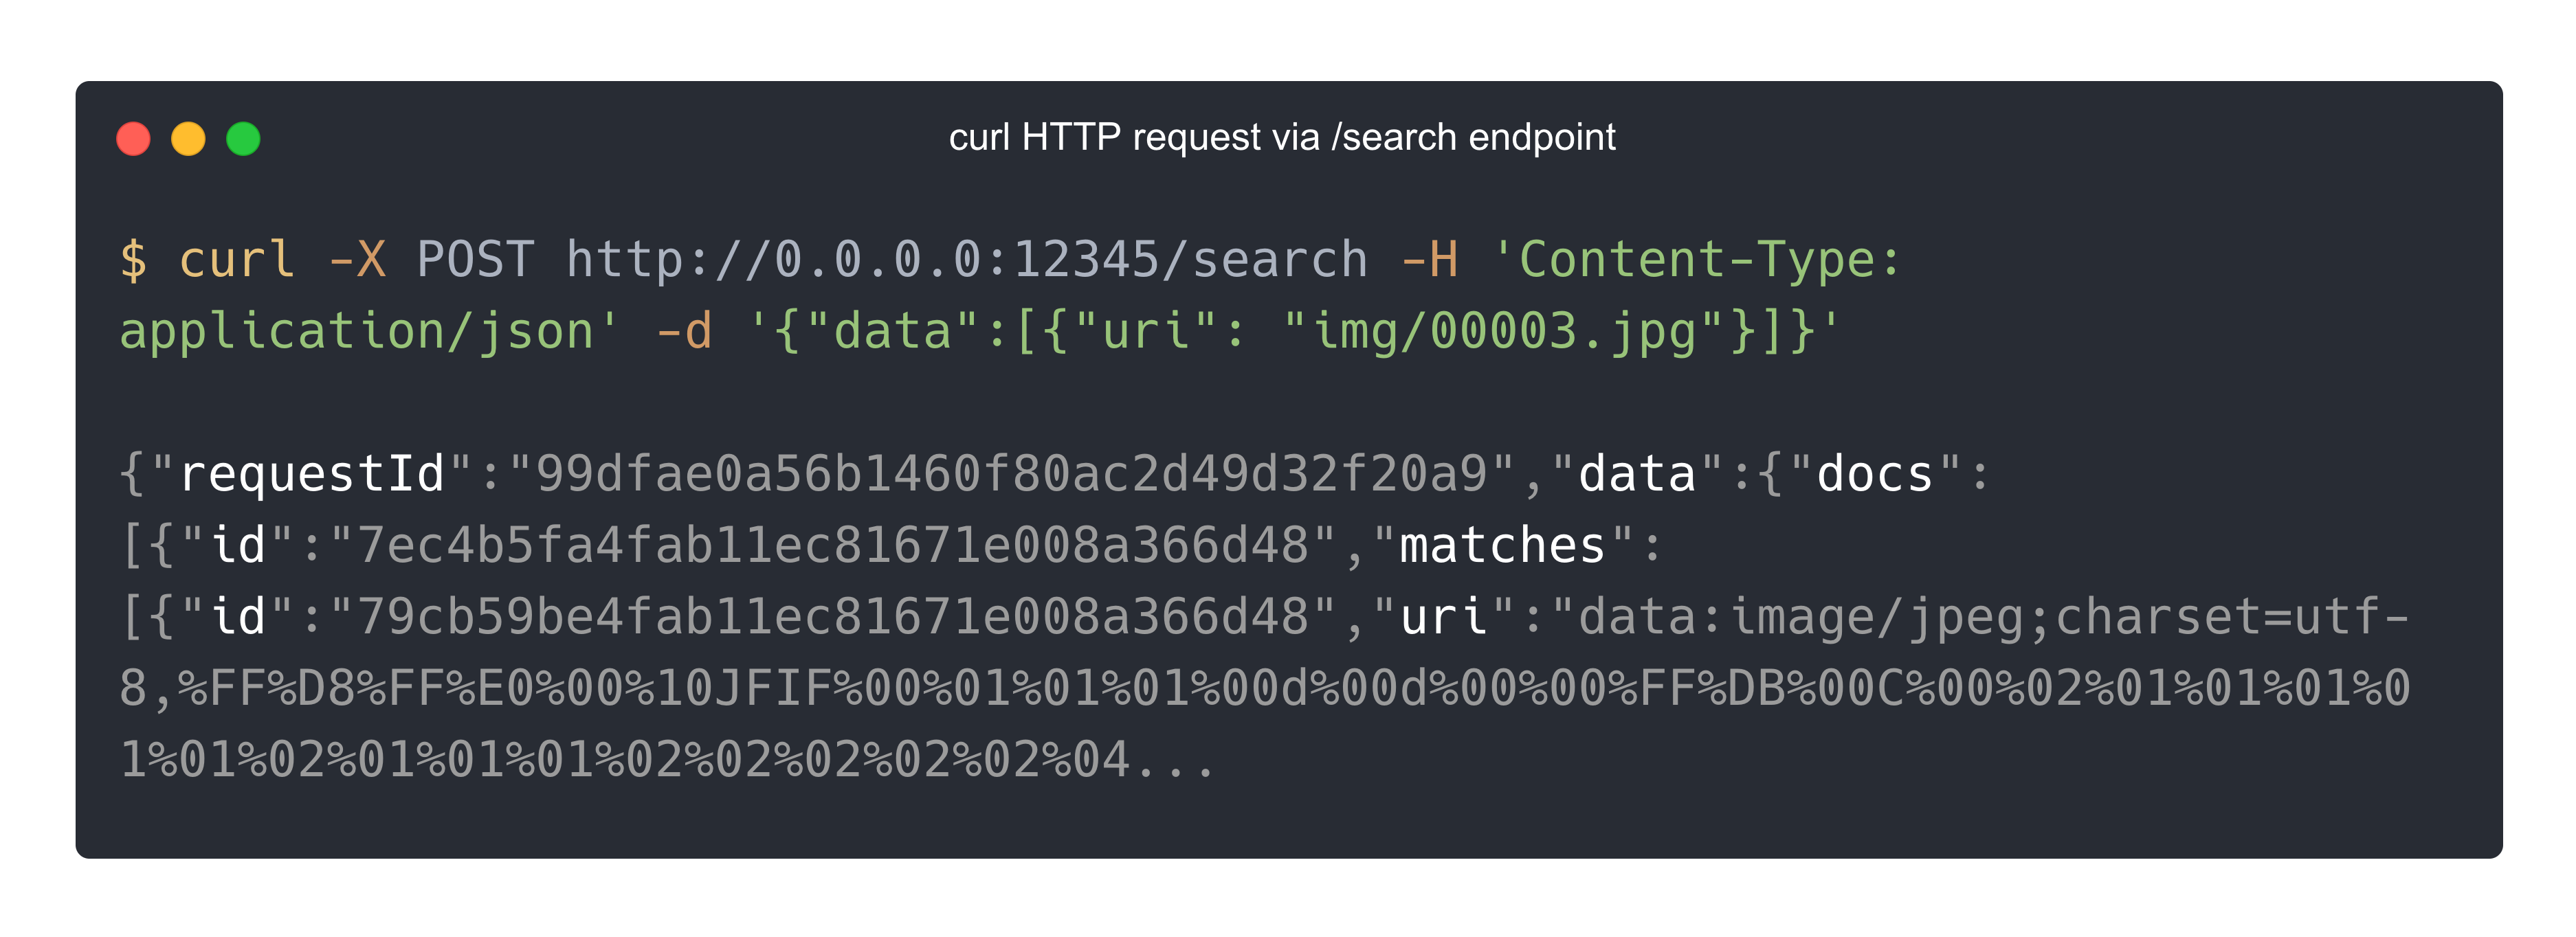 curl HTTP request via /search endpoint
$ curl -X POST http://0.0.0.0:12345/search -H 'Content-Type:
application/json' -d '{"data":[{"uri": "img/00003.jpg"}]}'
{"requestId":"99dfae0a56b1460f80ac2d49d32f20a9","data":{"docs":
[{"id":"7ec4b5fa4fab11ec81671e008a366d48","matches":
[{"id":"79cb59be4fab11ec81671e008a366d48","uri":"data:image/jpeg;charset=utf-
8,%FF%D8%FF%E0%00%10JFIF%00%01%01%01%00d%00d%00%00%FF%DB%00C%00%02%01%01%01%0
1%01%02%01%01%01%02%02%02%02%02%04...